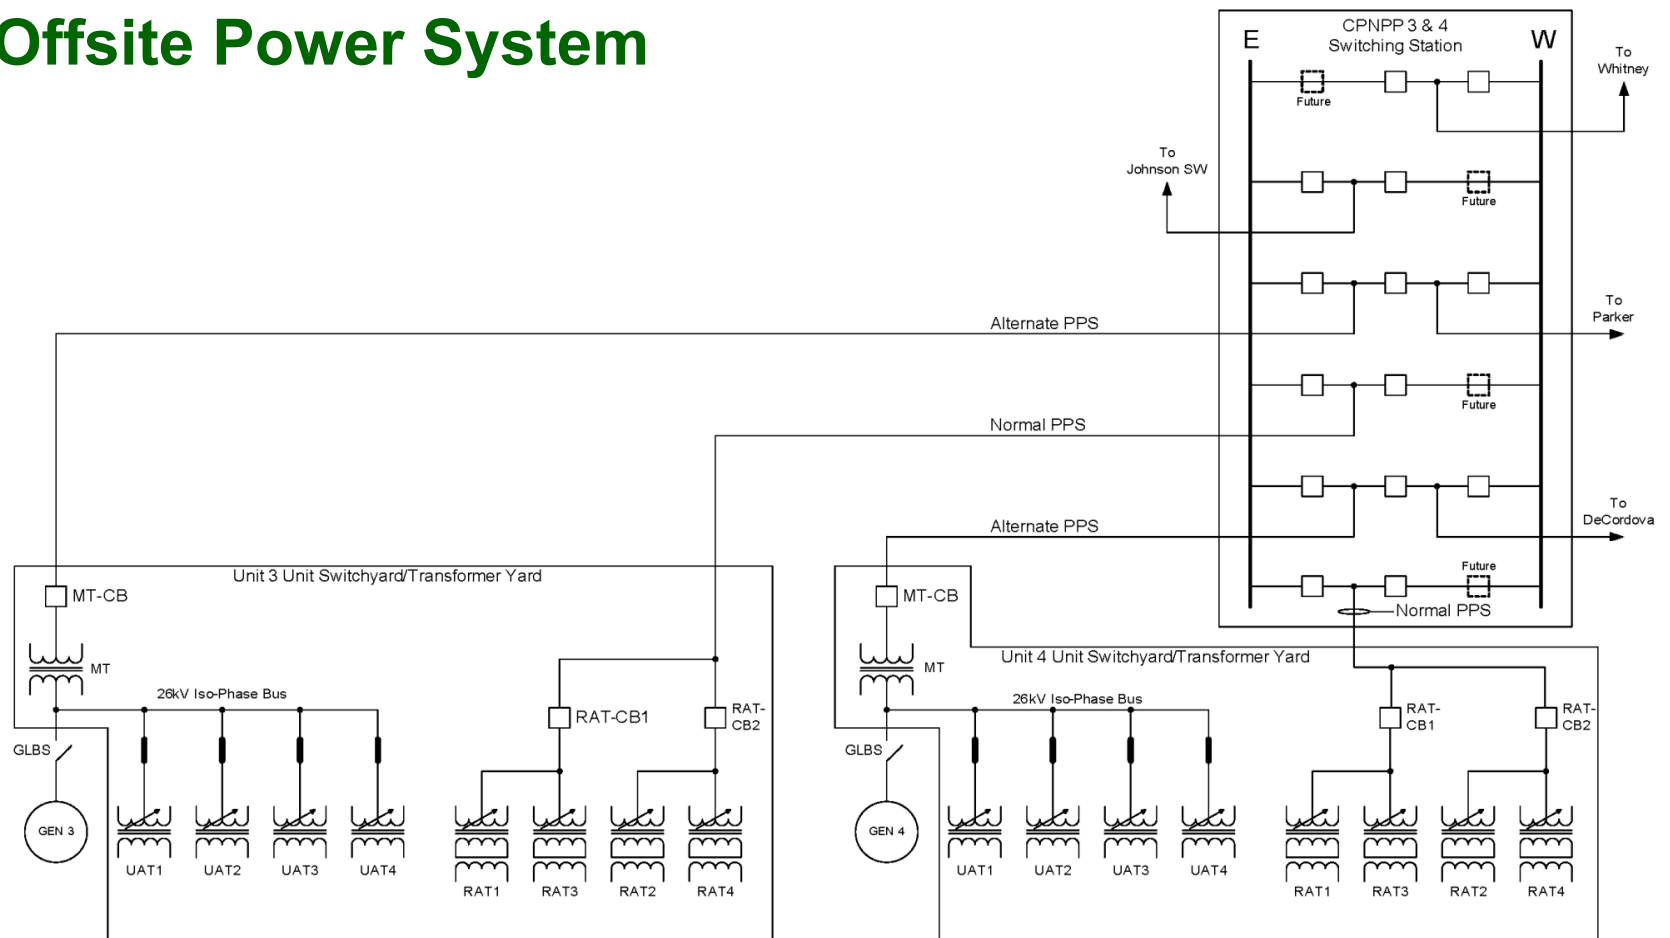 Offsite Power System
CPNPP 3 & 4
Switching Station
E
W
To
Whitney
Future
To
Johnson SW
Future
To
Parker
Alternate PPS
Future
Normal PPS
To
DeCordova
Alternate PPS
Future
Normal PPS
Unit 3 Unit Switchyard/Transformer Yard
MT-CB
MT
26kV Iso-Phase Bus
RAT-CB1
RAT-
CB2
GLBS
GEN 3
UAT1
UAT2
UAT3
UAT4
RAT1
RAT3
RAT2
RAT4
MT-CB
Unit 4 Unit Switchyard/Transformer Yard
MT
26kV Iso-Phase Bus
RAT-
CB1
RAT-
CB2
GLBS
GEN 4
UAT1
UAT2
UAT3
UAT4
RAT1
RAT3
RAT2
RAT4